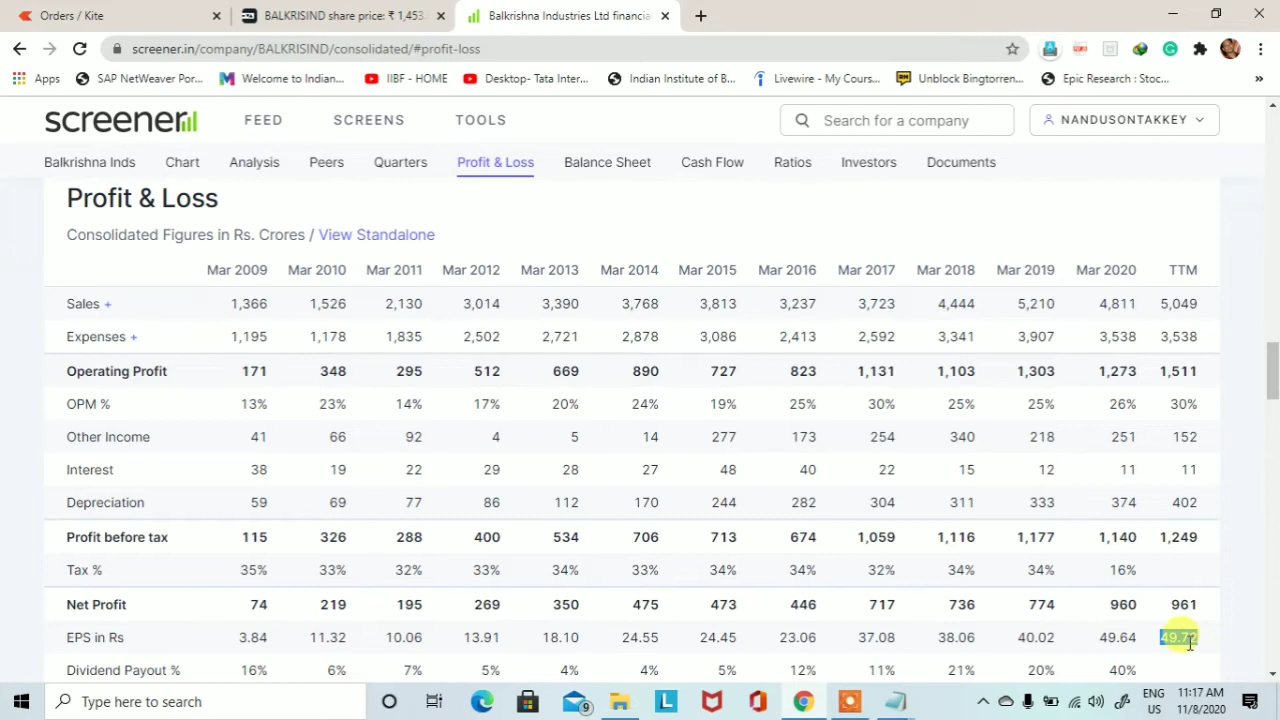 Orders / Kite
BALKRISIND share price: ₹ 1,453.
Balkrishna Industries Ltd financia
screener.in/company/BALKRISIND/consolidated/#profit-loss
Apps SAP NetWeaver Por... Welcome to Indian... IIBF - HOME Desktop- Tata Inter... Indian Institute of B... Livewire - My Cours... Unblock Bingtorren... Epic Research : Stoc... »
screener FEED SCREENS TOOLS Search for a company NANDUSONTAKKEY
Balkrishna Inds Chart Analysis Peers Quarters Profit & Loss Balance Sheet Cash Flow Ratios Investors Documents
Profit & Loss
Consolidated Figures in Rs. Crores / View Standalone
Mar 2009 Mar 2010 Mar 2011 Mar 2012 Mar 2013 Mar 2014 Mar 2015 Mar 2016 Mar 2017 Mar 2018 Mar 2019 Mar 2020 TTM
Sales + 1,366 1,526 2,130 3,014 3,390 3,768 3,813 3,237 3,723 4,444 5,210 4,811 5,049
Expenses + 1,195 1,178 1,835 2,502 2,721 2,878 3,086 2,413 2,592 3,341 3,907 3,538 3,538
Operating Profit 171 348 295 512 669 890 727 823 1,131 1,103 1,303 1,273 1,511
OPM % 13% 23% 14% 17% 20% 24% 19% 25% 30% 25% 25% 26% 30%
Other Income 41 66 92 4 5 14 277 173 254 340 218 251 152
Interest 38 19 22 29 28 27 48 40 22 15 12 11 11
Depreciation 59 69 77 86 112 170 244 282 304 311 333 374 402
Profit before tax 115 326 288 400 534 706 713 674 1,059 1,116 1,177 1,140 1,249
Tax % 35% 33% 32% 33% 34% 33% 34% 34% 32% 34% 34% 16%
Net Profit 74 219 195 269 350 475 473 446 717 736 774 960 961
EPS in Rs 3.84 11.32 10.06 13.91 18.10 24.55 24.45 23.06 37.08 38.06 40.02 49.64 49.72
Dividend Payout % 16% 6% 7% 5% 4% 4% 5% 12% 11% 21% 20% 40%
Type here to search 9 ENG 11:17 AM
US 11/8/2020